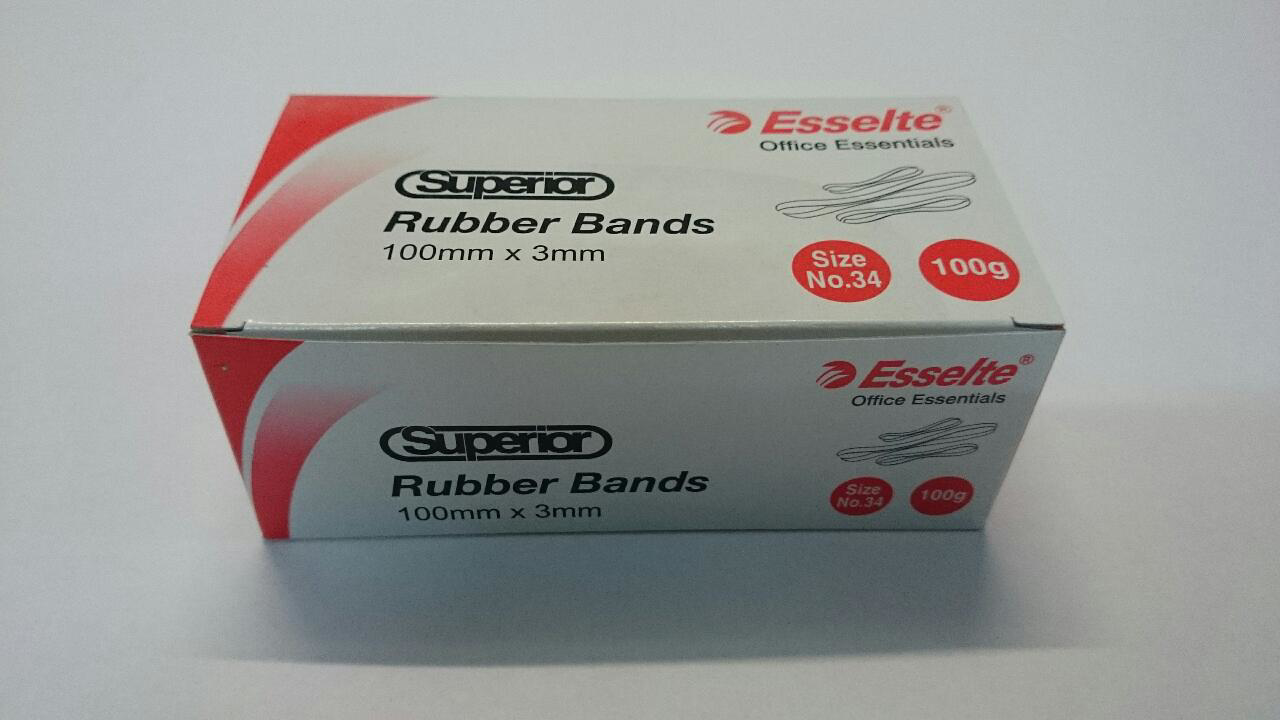 Esselte®
Office Essentials
Superior
Rubber Bands
100mm x 3mm
Size
No.34
100g
Esselte®
Office Essentials
Superior
Rubber Bands
100mm x 3mm
Size
No.34
100g